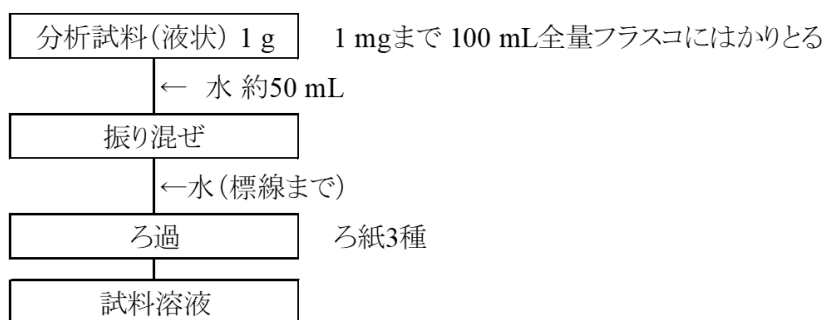 分析試料(液状) 1 g　1 mgまで 100 mL全量フラスコにはかりとる
← 水 約50 mL
振り混ぜ
←水(標線まで)
ろ過　ろ紙3種
試料溶液